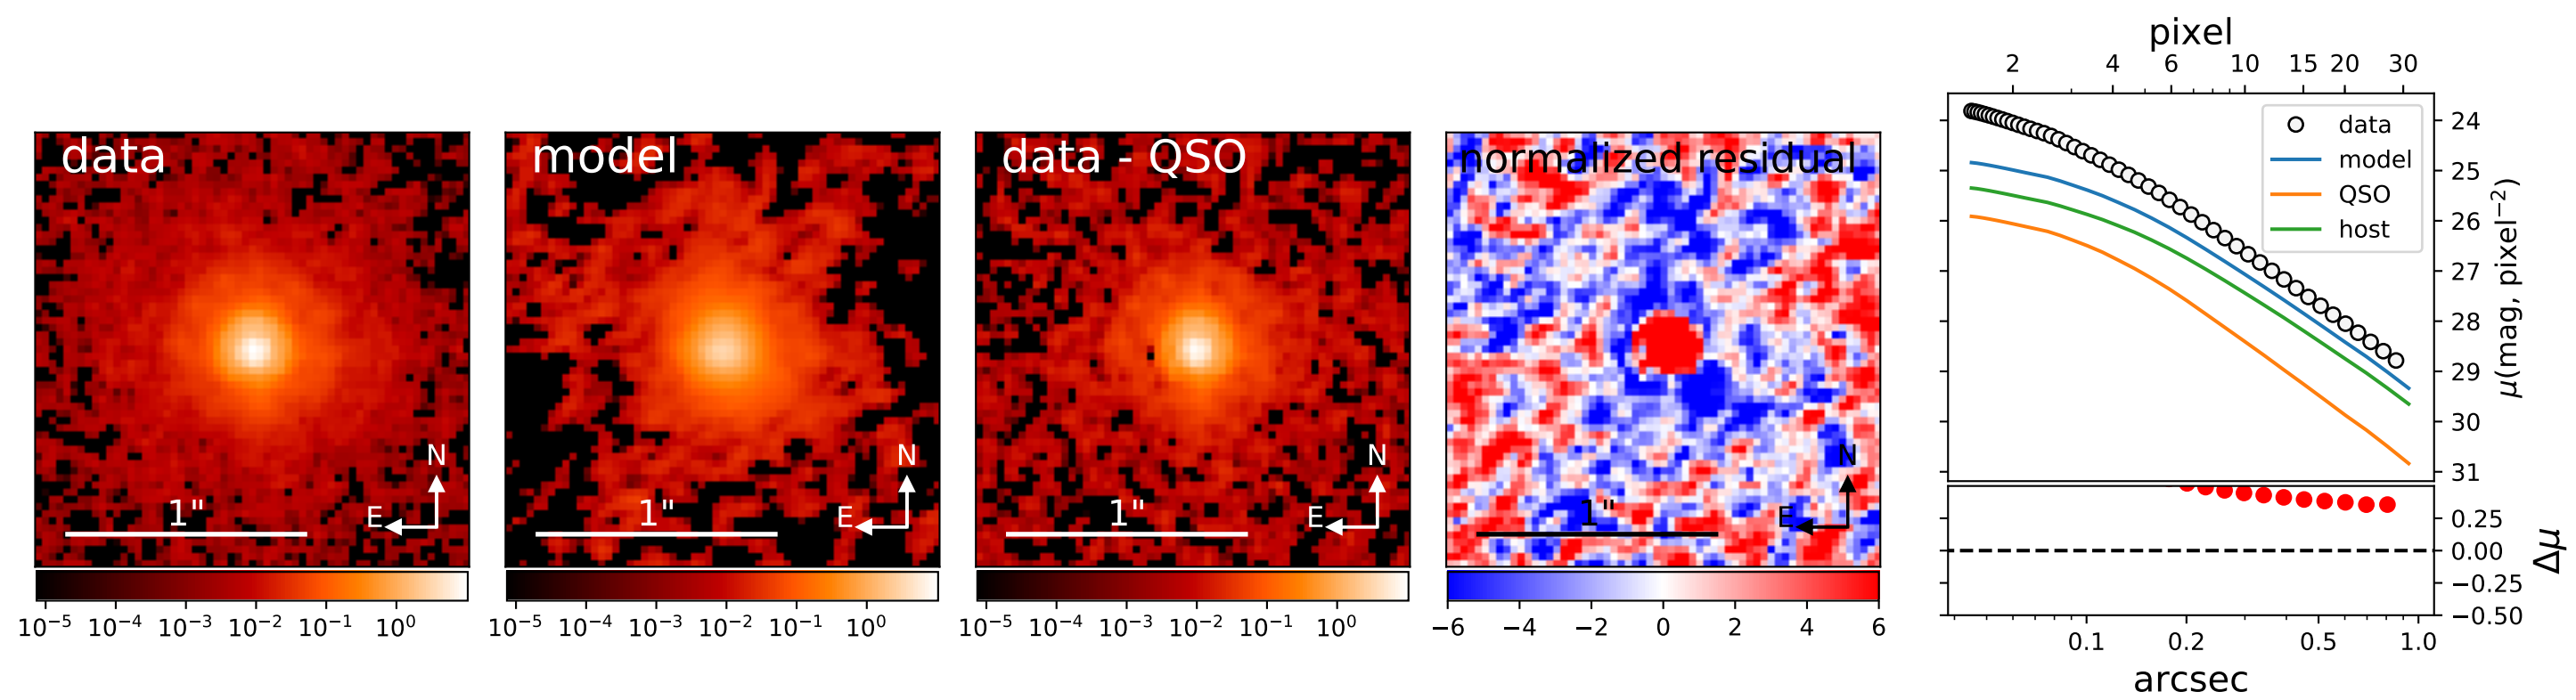 data
N
E
1"
10⁻⁵ 10⁻⁴ 10⁻³ 10⁻² 10⁻¹ 10⁰
model
N
E
1"
10⁻⁵ 10⁻⁴ 10⁻³ 10⁻² 10⁻¹ 10⁰
data - QSO
N
E
1"
10⁻⁵ 10⁻⁴ 10⁻³ 10⁻² 10⁻¹ 10⁰
normalized residual
N
E
1"
−6 −4 −2 0 2 4 6
pixel
2 4 6 10 15 20 30
data
model
QSO
host
24
25
26
27
28
29
30
31
μ(mag, pixel⁻²)
0.25
0.00
−0.25
−0.50
Δμ
0.1 0.2 0.5 1.0
arcsec